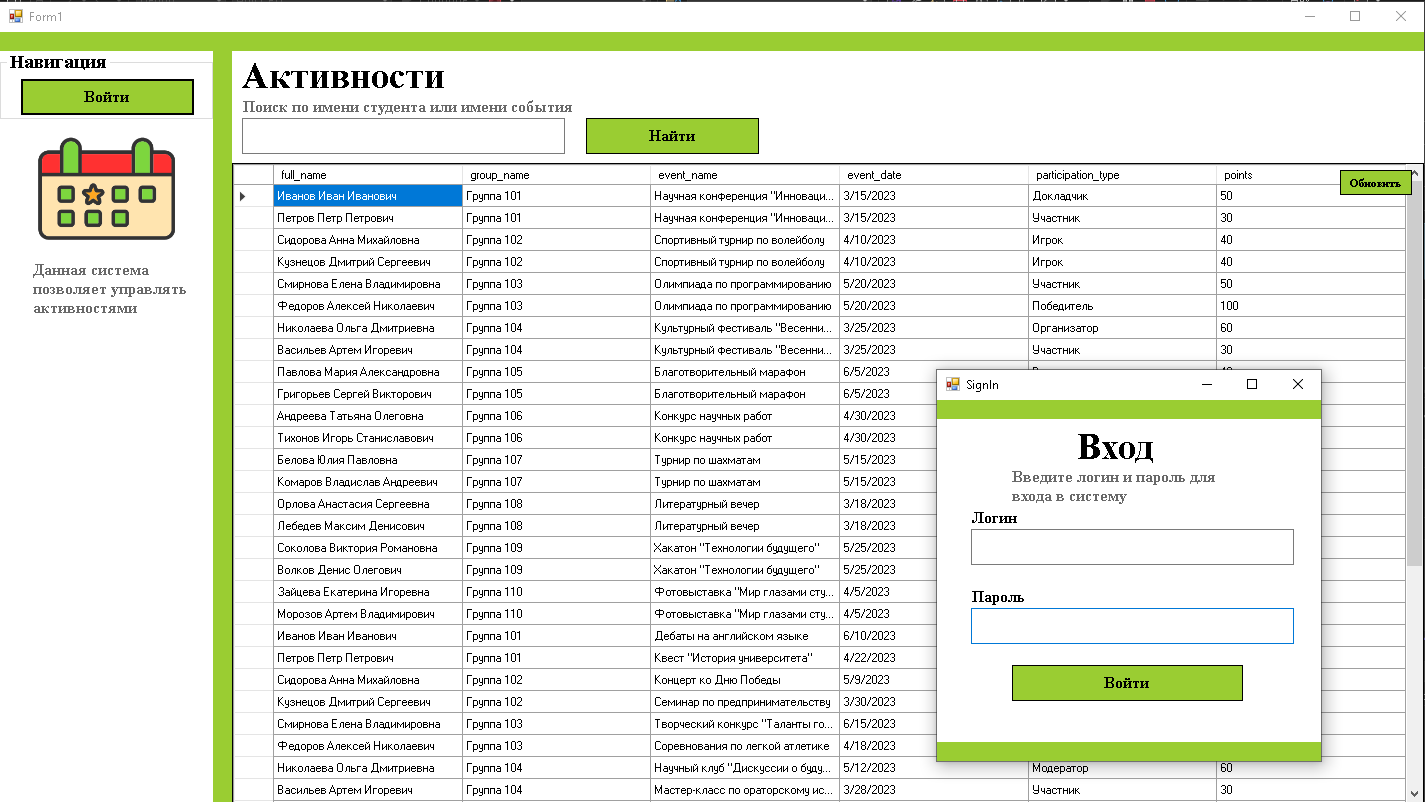 Form1
Навигация
Войти
Данная система
позволяет управлять
активностями
Активности
Поиск по имени студента или имени события
Найти
full_name group_name event_name event_date participation_type points
Обновить
Иванов Иван Иванович Группа 101 Научная конференция "Инноваци... 3/15/2023 Докладчик 50
Петров Петр Петрович Группа 101 Научная конференция "Инноваци... 3/15/2023 Участник 30
Сидорова Анна Михайловна Группа 102 Спортивный турнир по волейболу 4/10/2023 Игрок 40
Кузнецов Дмитрий Сергеевич Группа 102 Спортивный турнир по волейболу 4/10/2023 Игрок 40
Смирнова Елена Владимировна Группа 103 Олимпиада по программированию 5/20/2023 Участник 50
Федоров Алексей Николаевич Группа 103 Олимпиада по программированию 5/20/2023 Победитель 100
Николаева Ольга Дмитриевна Группа 104 Культурный фестиваль "Весенни... 3/25/2023 Организатор 60
Васильев Артем Игоревич Группа 104 Культурный фестиваль "Весенни... 3/25/2023 Участник 30
Павлова Мария Александровна Группа 105 Благотворительный марафон 6/5/2023
Григорьев Сергей Викторович Группа 105 Благотворительный марафон 6/5/2023
Андреева Татьяна Олеговна Группа 106 Конкурс научных работ 4/30/2023
Тихонов Игорь Станиславович Группа 106 Конкурс научных работ 4/30/2023
Белова Юлия Павловна Группа 107 Турнир по шахматам 5/15/2023
Комаров Владислав Андреевич Группа 107 Турнир по шахматам 5/15/2023
Орлова Анастасия Сергеевна Группа 108 Литературный вечер 3/18/2023
Лебедев Максим Денисович Группа 108 Литературный вечер 3/18/2023
Соколова Виктория Романовна Группа 109 Хакатон "Технологии будущего" 5/25/2023
Волков Денис Олегович Группа 109 Хакатон "Технологии будущего" 5/25/2023
Зайцева Екатерина Игоревна Группа 110 Фотовыставка "Мир глазами сту... 4/5/2023
Морозов Артем Владимирович Группа 110 Фотовыставка "Мир глазами сту... 4/5/2023
Иванов Иван Иванович Группа 101 Дебаты на английском языке 6/10/2023
Петров Петр Петрович Группа 101 Квест "История университета" 4/22/2023
Сидорова Анна Михайловна Группа 102 Концерт ко Дню Победы 5/9/2023
Кузнецов Дмитрий Сергеевич Группа 102 Семинар по предпринимательству 3/30/2023
Смирнова Елена Владимировна Группа 103 Творческий конкурс "Таланты го... 6/15/2023
Федоров Алексей Николаевич Группа 103 Соревнования по легкой атлетике 4/18/2023
Николаева Ольга Дмитриевна Группа 104 Научный клуб "Дискуссии о буду... 5/12/2023 Модератор 60
Васильев Артем Игоревич Группа 104 Мастер-класс по ораторскому ис... 3/28/2023 Участник 30
SignIn
Вход
Введите логин и пароль для
входа в систему
Логин
Пароль
Войти